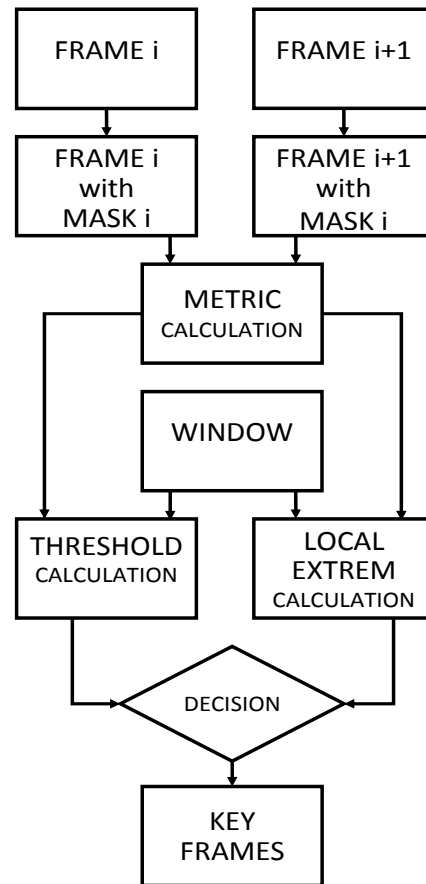 FRAME i
FRAME i+1
FRAME i
with
MASK i
FRAME i+1
with
MASK i
METRIC
CALCULATION
WINDOW
THRESHOLD
CALCULATION
LOCAL
EXTREM
CALCULATION
DECISION
KEY
FRAMES